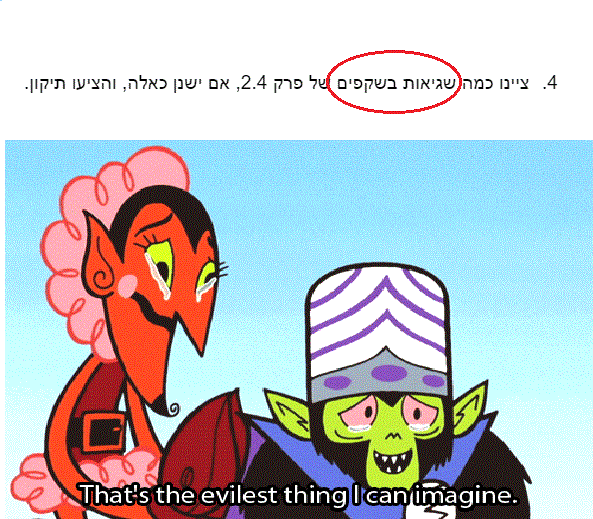 4. ציינו כמה שגיאות בשקפים של פרק 2.4, אם ישנן כאלה, והציעו תיקון.
That's the evilest thing I can imagine.